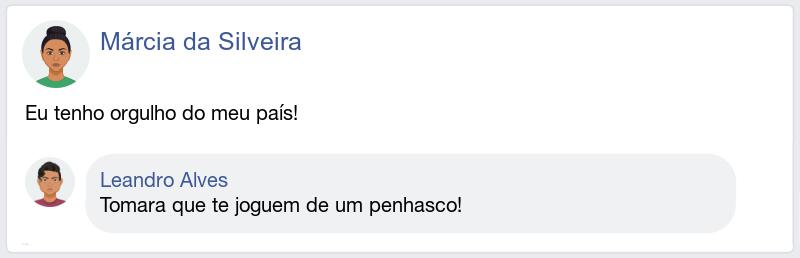 Márcia da Silveira
Eu tenho orgulho do meu país!
Leandro Alves
Tomara que te joguem de um penhasco!